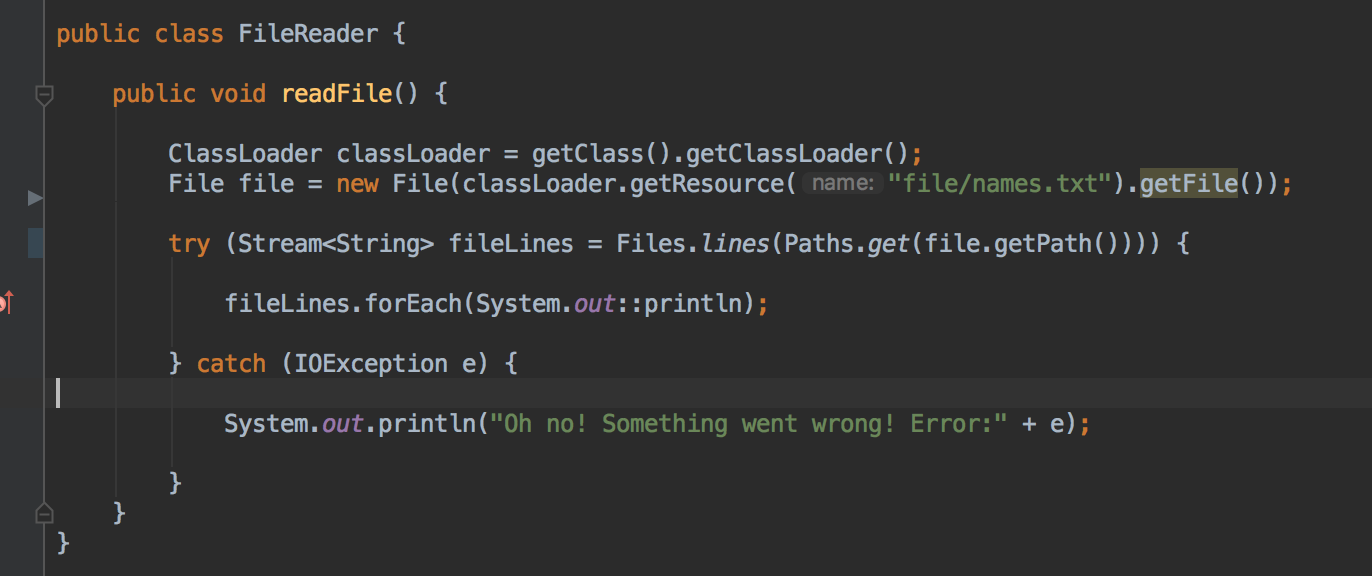 public class FileReader {
public void readFile() {
ClassLoader classLoader = getClass().getClassLoader();
File file = new File(classLoader.getResource( name: "file/names.txt").getFile());
try (Stream<String> fileLines = Files.lines(Paths.get(file.getPath()))) {
fileLines.forEach(System.out::println);
} catch (IOException e) {
System.out.println("Oh no! Something went wrong! Error:" + e);
}
}
}